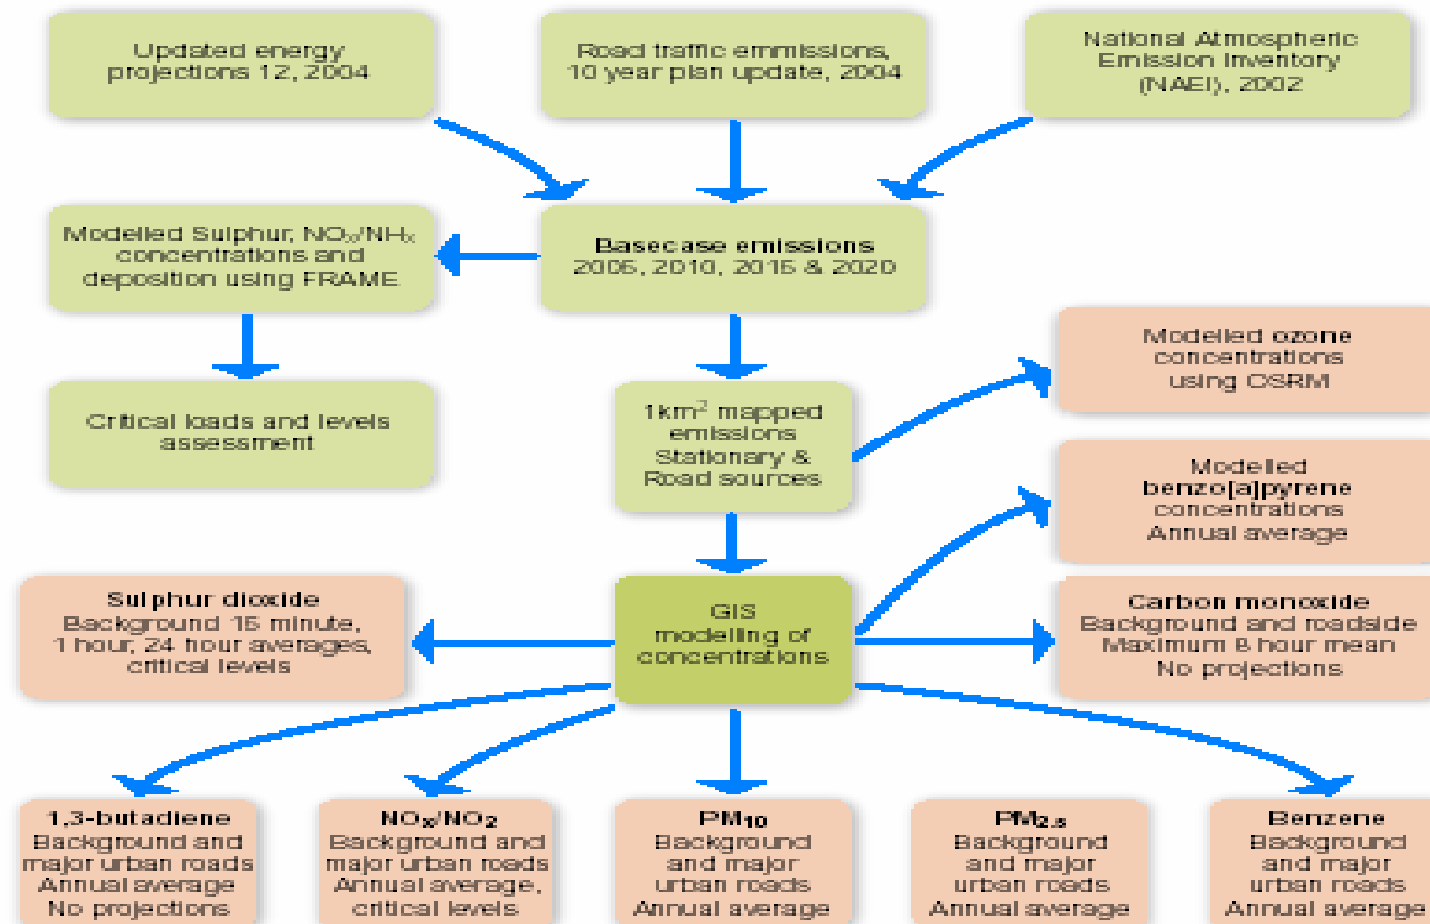 Updated energy
projections 12, 2004
Road traffic emmissions,
10 year plan update, 2004
National Atmospheric
Emission Inventory
(NAEI), 2002
Modelled Sulphur, NOₓ/NHₓ
concentrations and
deposition using FRAME
Basecase emissions
2005, 2010, 2015 & 2020
Modelled ozone
concentrations
using OSRM
Critical loads and levels
assessment
1km² mapped
emissions
Stationary &
Road sources
Modelled
benzo[a]pyrene
concentrations
Annual average
Sulphur dioxide
Background 15 minute,
1 hour, 24 hour averages,
critical levels
GIS
modelling of
concentrations
Carbon monoxide
Background and roadside
Maximum 8 hour mean
No projections
1,3-butadiene
Background and
major urban roads
Annual average
No projections
NOₓ/NO₂
Background and
major urban roads
Annual average,
critical levels
PM₁₀
Background
and major
urban roads
Annual average
PM₂.₅
Background
and major
urban roads
Annual average
Benzene
Background
and major
urban roads
Annual average